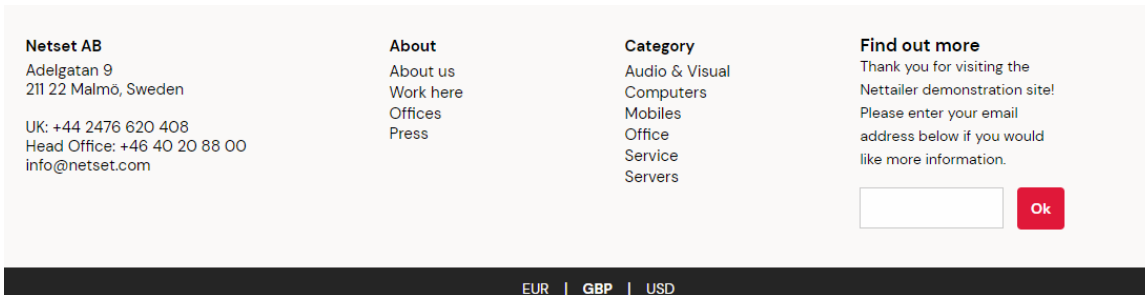 Netset AB
Adelgatan 9
211 22 Malmö, Sweden
UK: +44 2476 620 408
Head Office: +46 40 20 88 00
info@netset.com
About
About us
Work here
Offices
Press
Category
Audio & Visual
Computers
Mobiles
Office
Service
Servers
Find out more
Thank you for visiting the
Nettailer demonstration site!
Please enter your email
address below if you would
like more information.
Ok
EUR | GBP | USD